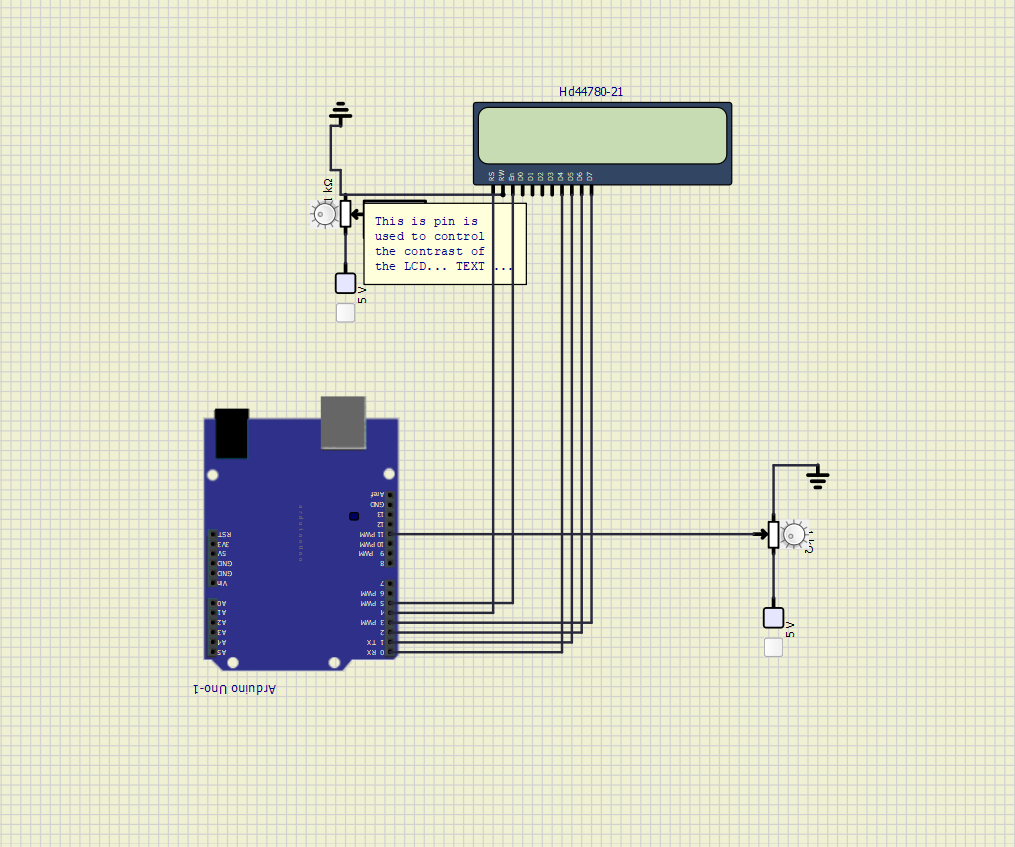 Hd44780-21
RS RW En D0 D1 D2 D3 D4 D5 D6 D7
1 kΩ
This is pin is
used to control
the contrast of
the LCD... TEXT ...
5 V
Aref
GND
13
12
PWM 11
PWM 10
PWM 9
8
7
PWM 6
PWM 5
4
PWM 3
2
TX 1
RX 0
RST
3V3
5V
GND
GND
Vin
A0
A1
A2
A3
A4
A5
arduino uno
Arduino Uno-1
5 V